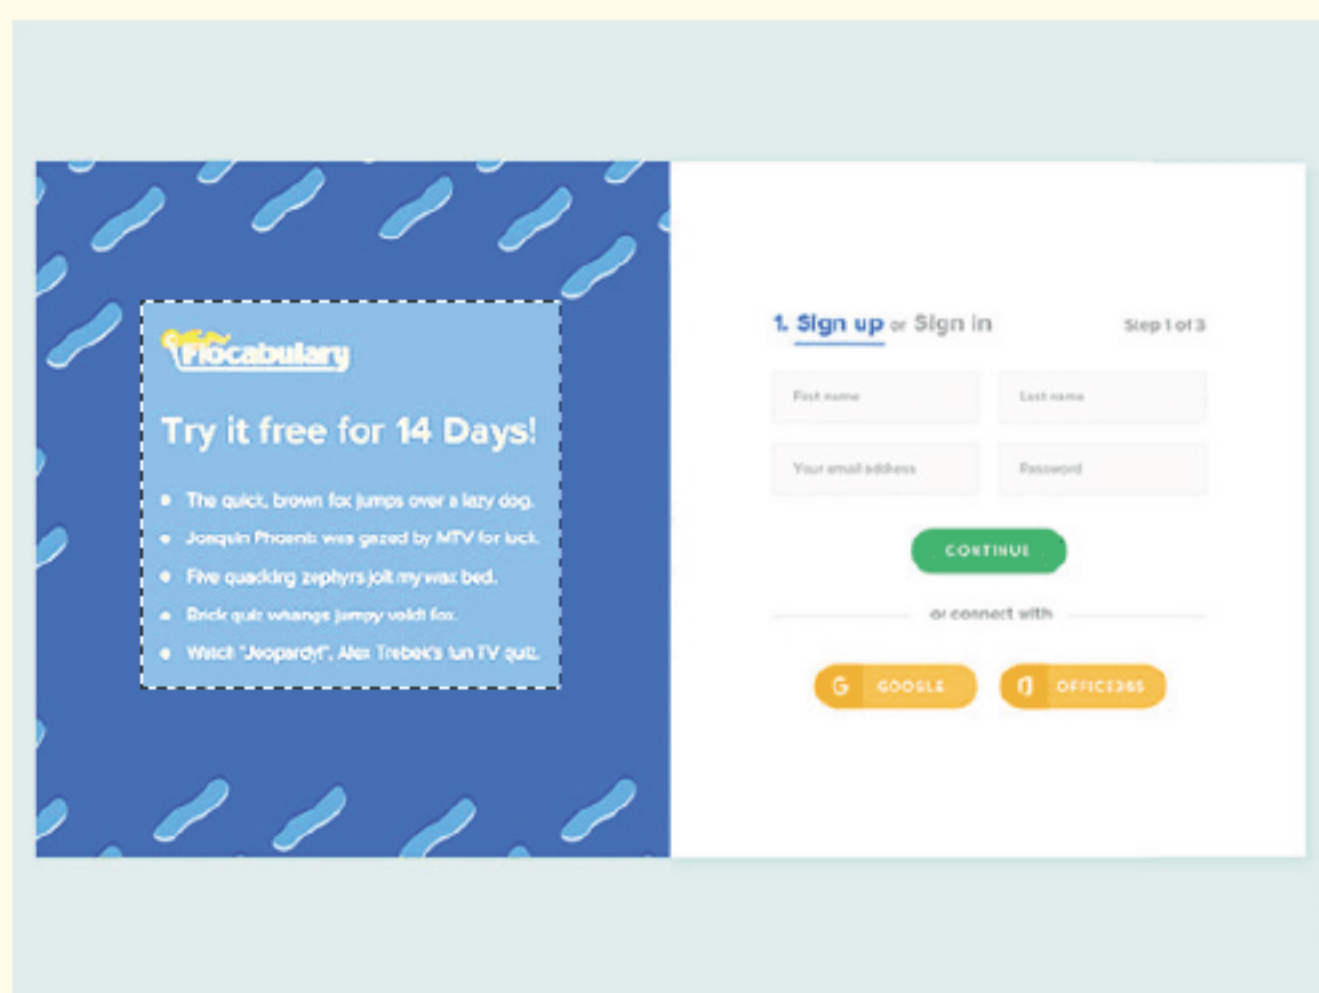 Flocabulary
Try it free for 14 Days!
The quick, brown fox jumps over a lazy dog.
Joaquin Phoenix was gazed by MTV for luck.
Five quacking zephyrs jolt my wax bed.
Brick quiz whangs jumpy veldt fox.
Watch "Jeopardy!", Alex Trebek's fun TV quiz.
1. Sign up or Sign in
Step 1 of 3
First name
Last name
Your email address
Password
CONTINUE
or connect with
GOOGLE
OFFICE365